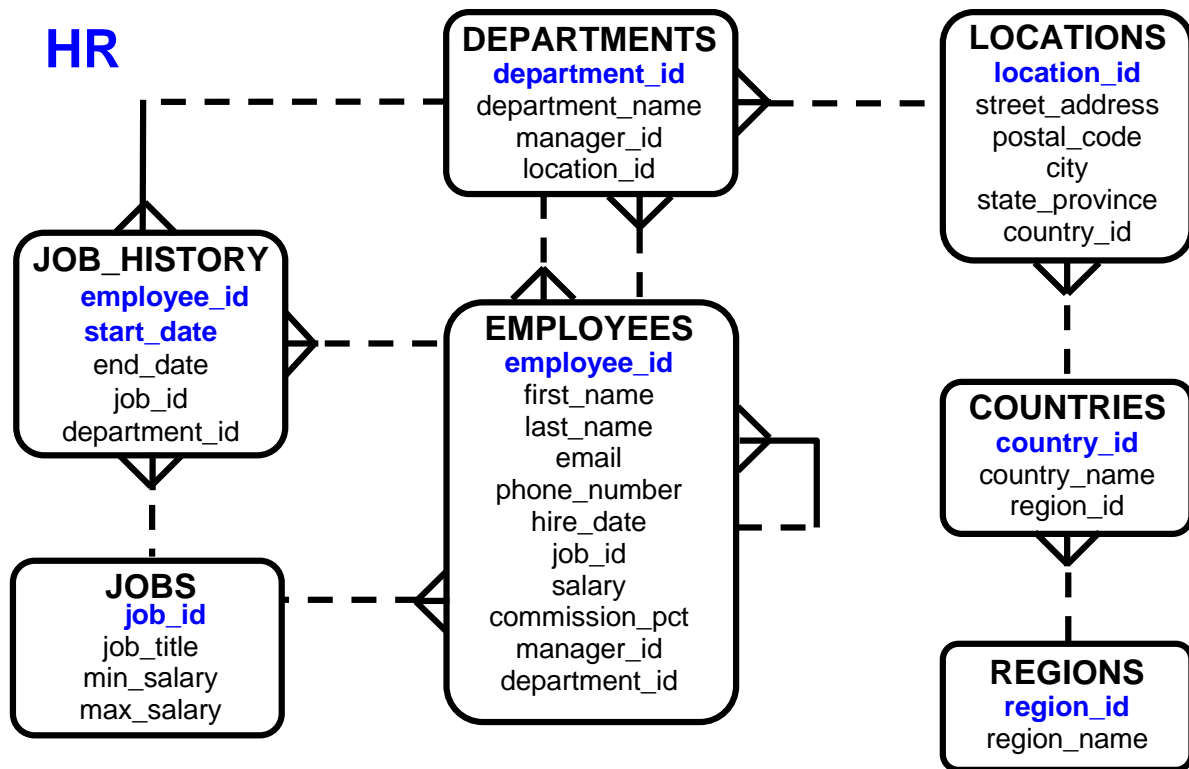 HR
DEPARTMENTS
department_id
department_name
manager_id
location_id
LOCATIONS
location_id
street_address
postal_code
city
state_province
country_id
JOB_HISTORY
employee_id
start_date
end_date
job_id
department_id
EMPLOYEES
employee_id
first_name
last_name
email
phone_number
hire_date
job_id
salary
commission_pct
manager_id
department_id
COUNTRIES
country_id
country_name
region_id
JOBS
job_id
job_title
min_salary
max_salary
REGIONS
region_id
region_name